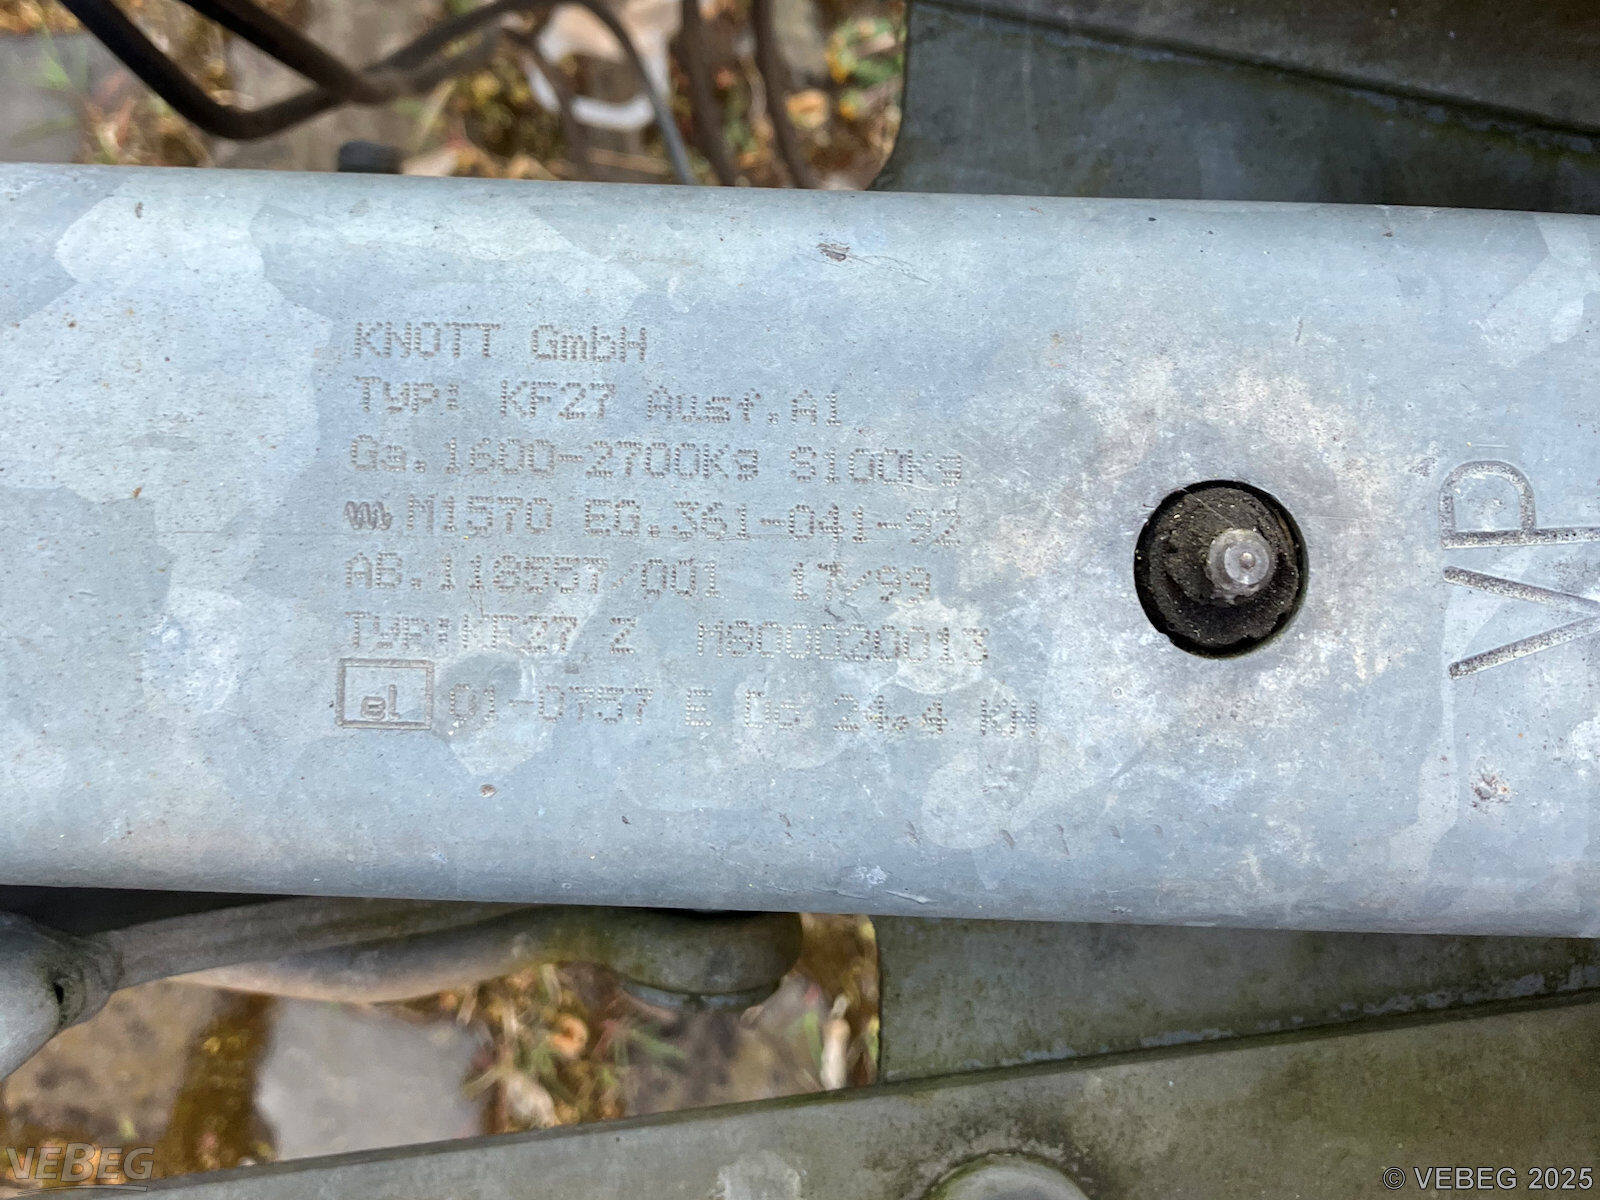 KNOTT GmbH
Typ: KF27 Ausf.A1
Ga.1600-2700Kg S100Kg
M1570 EG.361-041-92
AB.118557/001 17/99
Typ:KF27 Z M800020013
e1 01-0757 E Dc 24.4 KN
VP
VEBEG
© VEBEG 2025